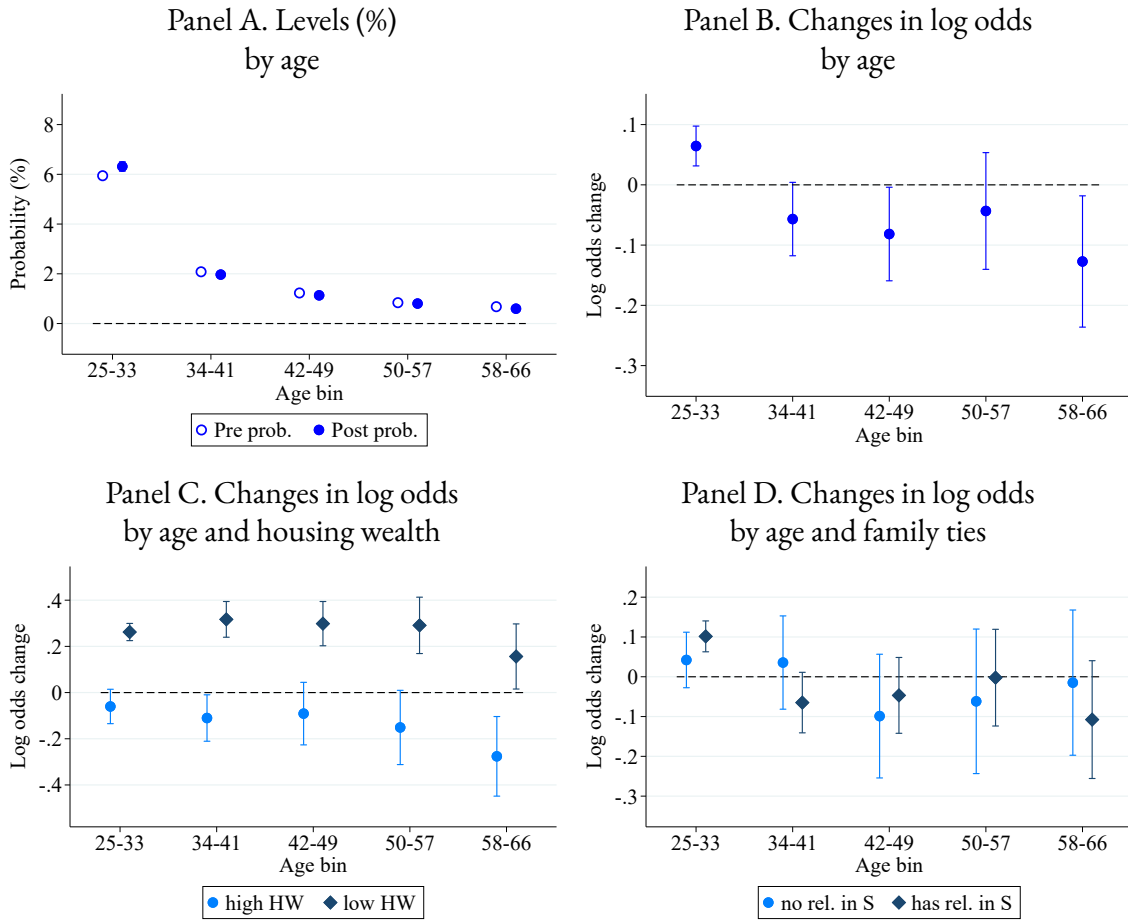 Panel A. Levels (%)
by age
Probability (%)
8
6
4
2
0
25-33 34-41 42-49 50-57 58-66
Age bin
Pre prob. Post prob.
Panel B. Changes in log odds
by age
Log odds change
.1
0
-.1
-.2
-.3
25-33 34-41 42-49 50-57 58-66
Age bin
Panel C. Changes in log odds
by age and housing wealth
Log odds change
.4
.2
0
-.2
-.4
25-33 34-41 42-49 50-57 58-66
Age bin
high HW low HW
Panel D. Changes in log odds
by age and family ties
Log odds change
.2
.1
0
-.1
-.2
-.3
25-33 34-41 42-49 50-57 58-66
Age bin
no rel. in S has rel. in S